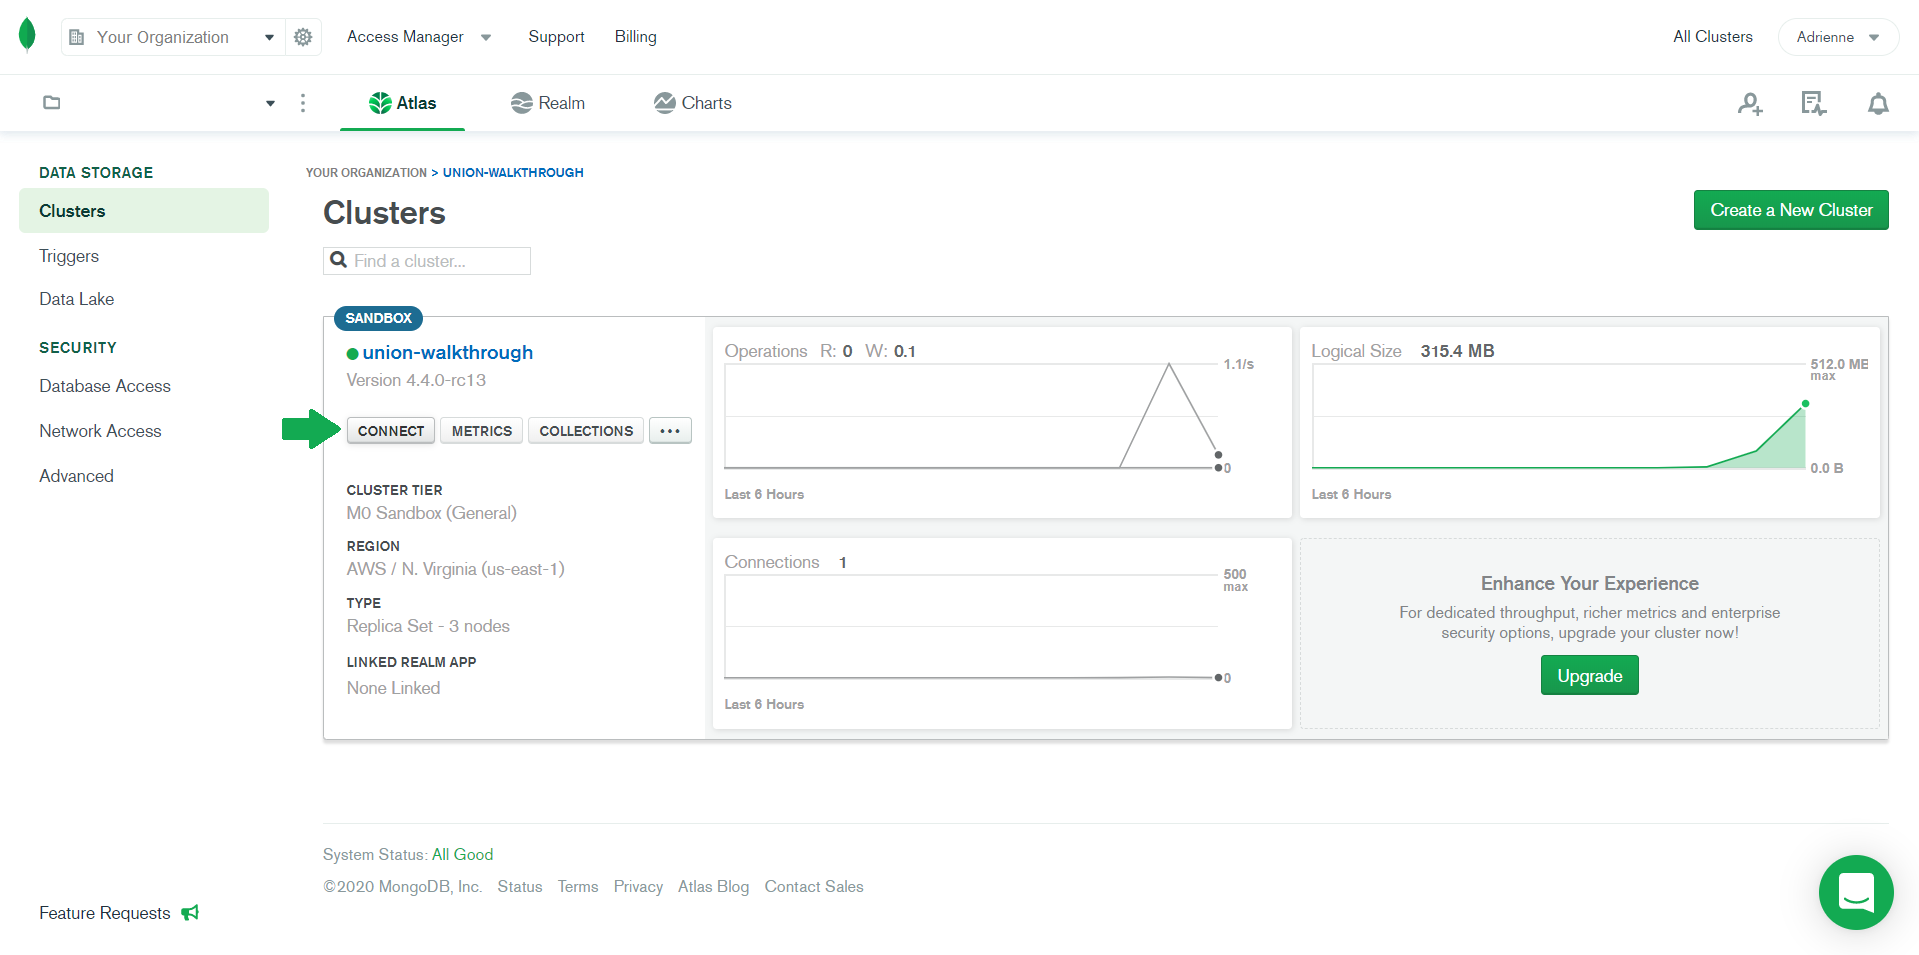 Your Organization
Access Manager
Support
Billing
All Clusters
Adrienne
Atlas
Realm
Charts
DATA STORAGE
Clusters
Triggers
Data Lake
SECURITY
Database Access
Network Access
Advanced
Feature Requests
YOUR ORGANIZATION > UNION-WALKTHROUGH
Clusters
Create a New Cluster
Find a cluster...
SANDBOX
union-walkthrough
Version 4.4.0-rc13
CONNECT
METRICS
COLLECTIONS
...
CLUSTER TIER
M0 Sandbox (General)
REGION
AWS / N. Virginia (us-east-1)
TYPE
Replica Set - 3 nodes
LINKED REALM APP
None Linked
Operations R: 0 W: 0.1
1.1/s
0
Last 6 Hours
Logical Size 315.4 MB
512.0 MB
max
0.0 B
Last 6 Hours
Connections 1
500
max
0
Last 6 Hours
Enhance Your Experience
For dedicated throughput, richer metrics and enterprise
security options, upgrade your cluster now!
Upgrade
System Status: All Good
©2020 MongoDB, Inc. Status Terms Privacy Atlas Blog Contact Sales